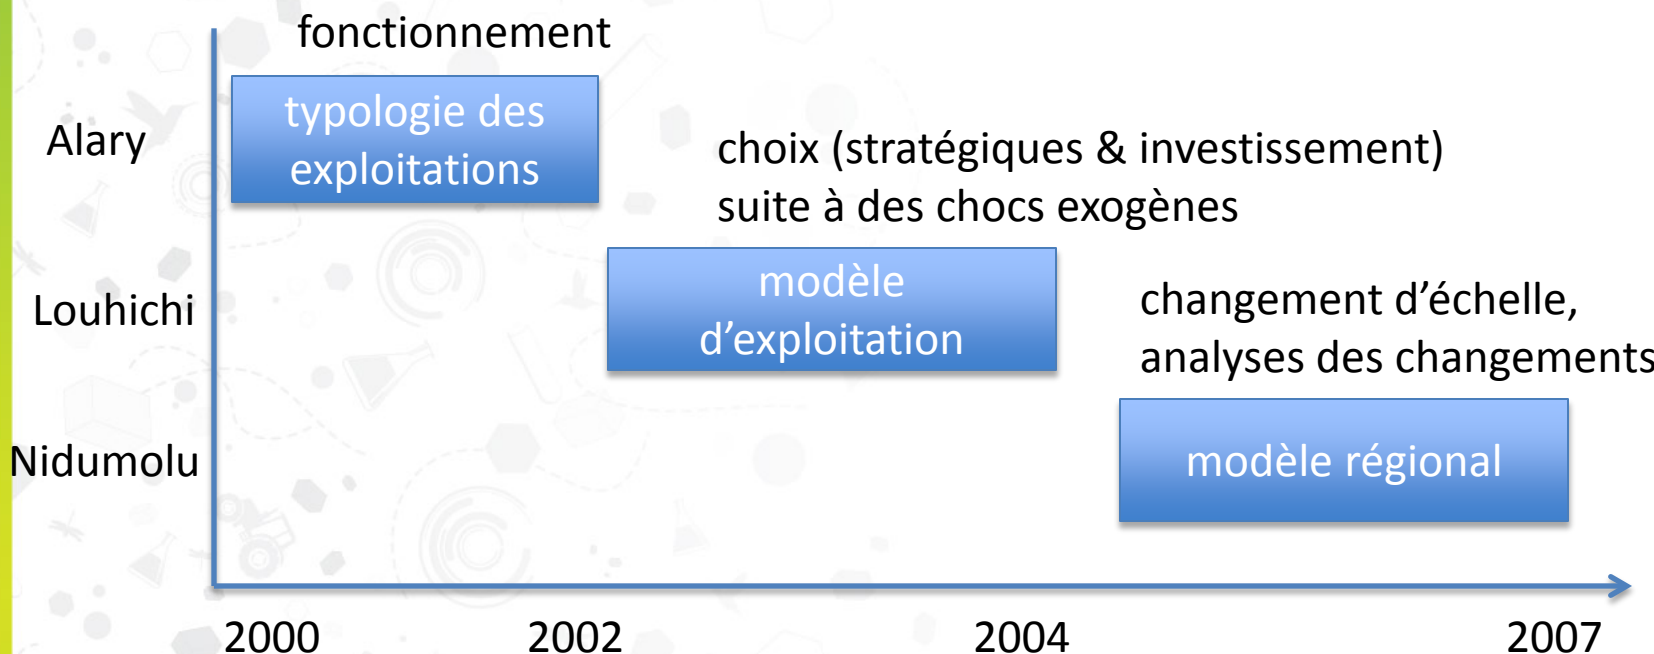 fonctionnement
Alary
typologie des
exploitations
choix (stratégiques & investissement)
suite à des chocs exogènes
Louhichi
modèle
d’exploitation
changement d’échelle,
analyses des changements
Nidumolu
modèle régional
2000
2002
2004
2007